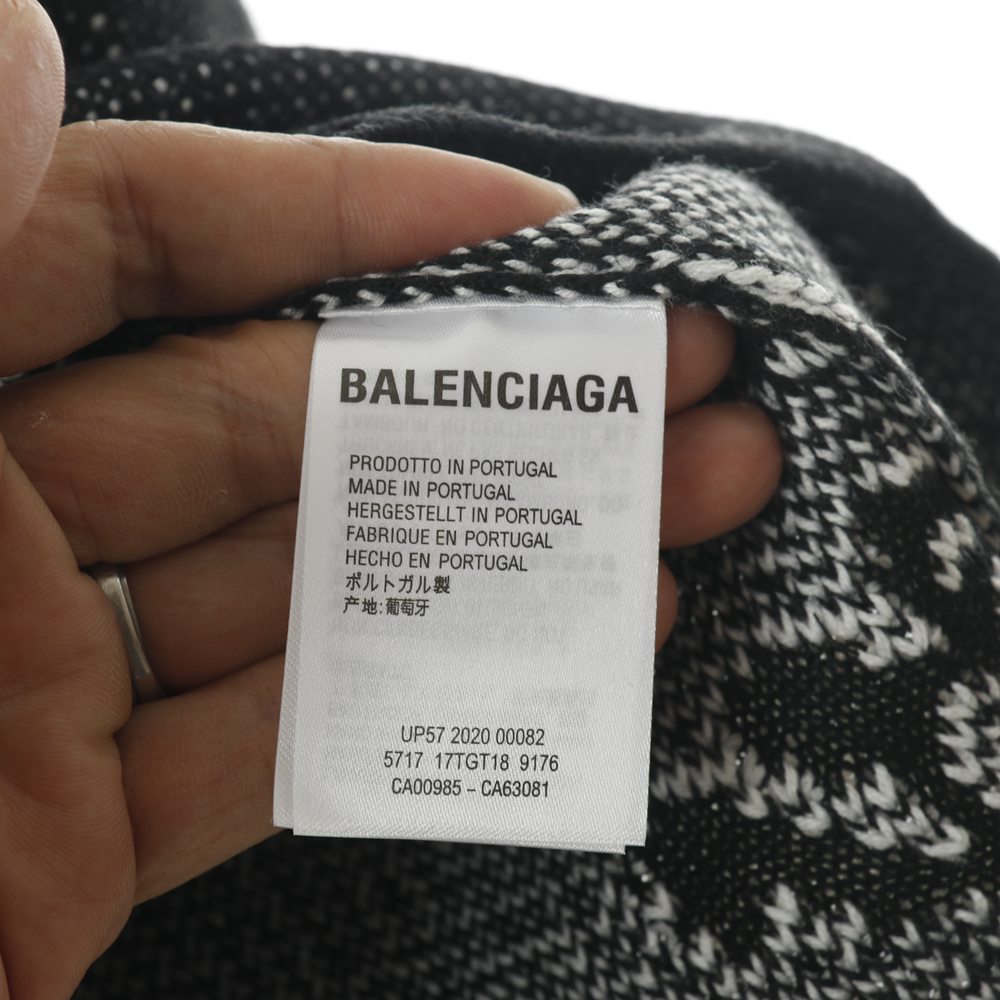 BALENCIAGA
PRODOTTO IN PORTUGAL
MADE IN PORTUGAL
HERGESTELLT IN PORTUGAL
FABRIQUE EN PORTUGAL
HECHO EN PORTUGAL
ポルトガル製
产地:葡萄牙
UP57 2020 00082
5717 17TGT18 9176
CA00985 - CA63081